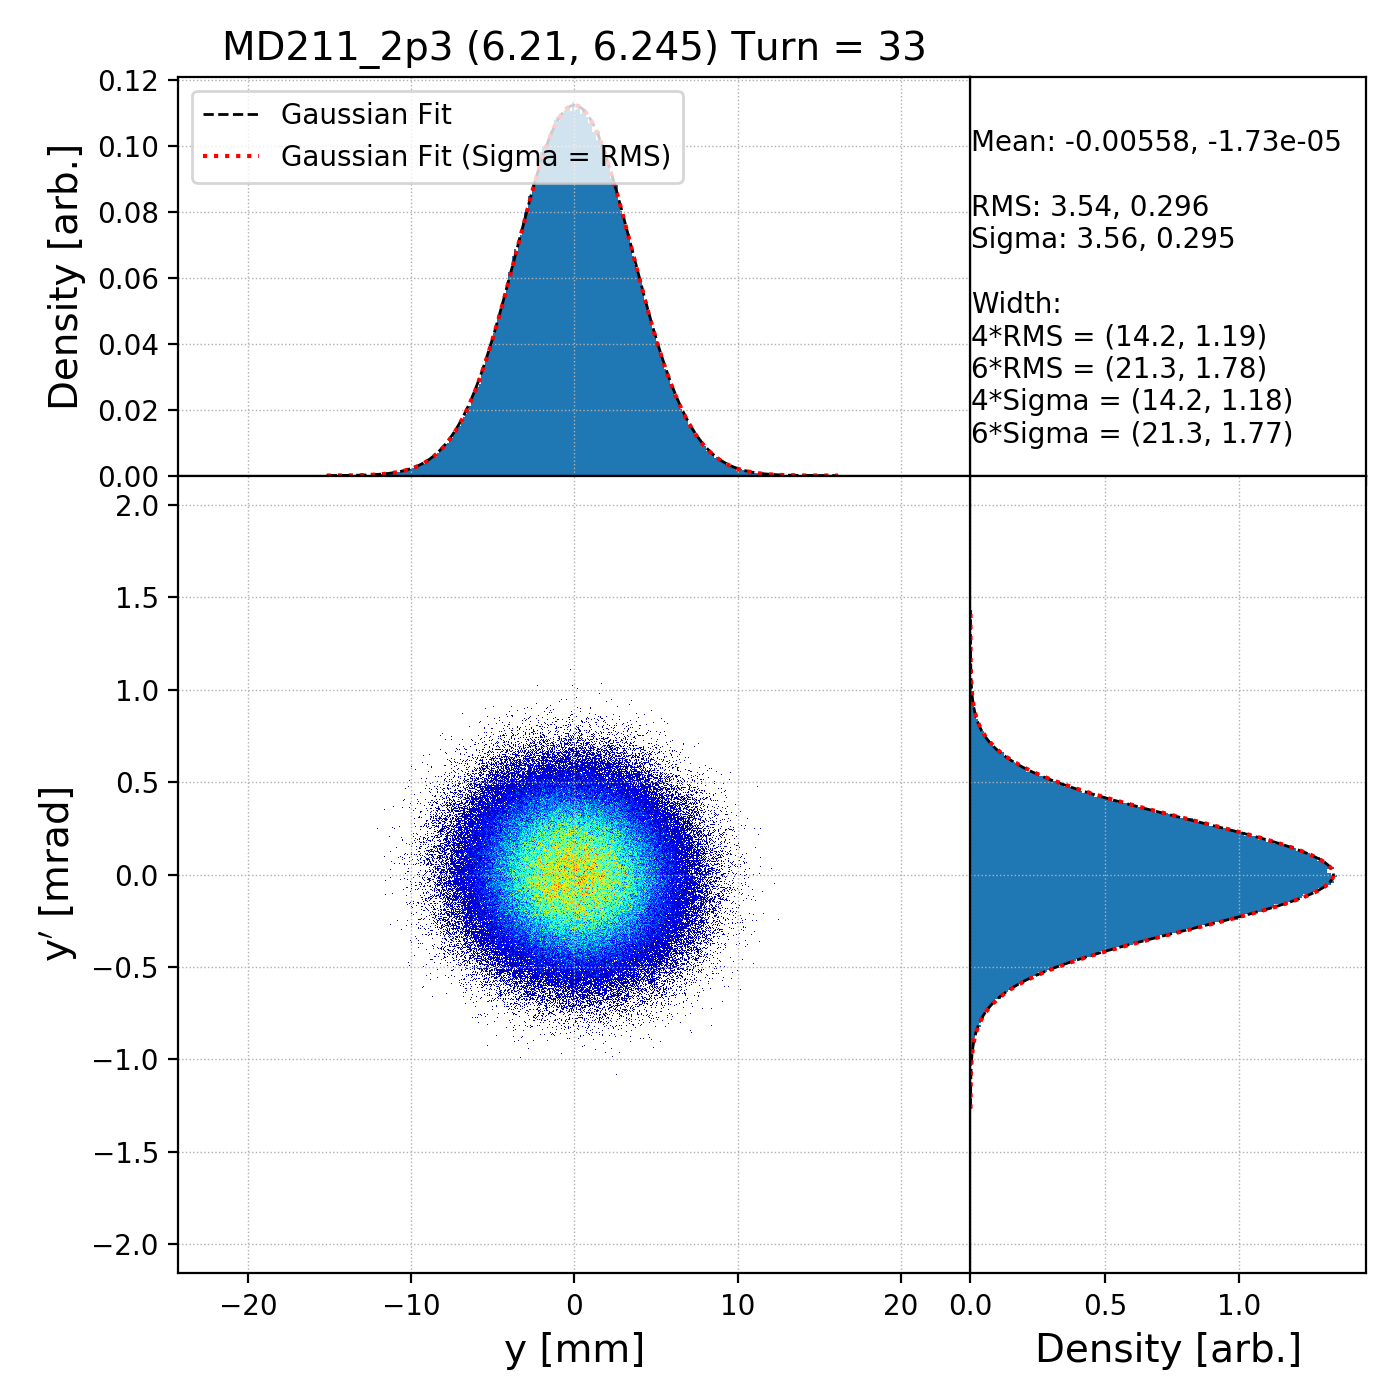 MD211_2p3 (6.21, 6.245) Turn = 33
Gaussian Fit
Gaussian Fit (Sigma = RMS)
Density [arb.]
0.12
0.10
0.08
0.06
0.04
0.02
0.00
Mean: -0.00558, -1.73e-05
RMS: 3.54, 0.296
Sigma: 3.56, 0.295
Width:
4*RMS = (14.2, 1.19)
6*RMS = (21.3, 1.78)
4*Sigma = (14.2, 1.18)
6*Sigma = (21.3, 1.77)
y′ [mrad]
2.0
1.5
1.0
0.5
0.0
−0.5
−1.0
−1.5
−2.0
−20 −10 0 10 20
y [mm]
0.0 0.5 1.0
Density [arb.]